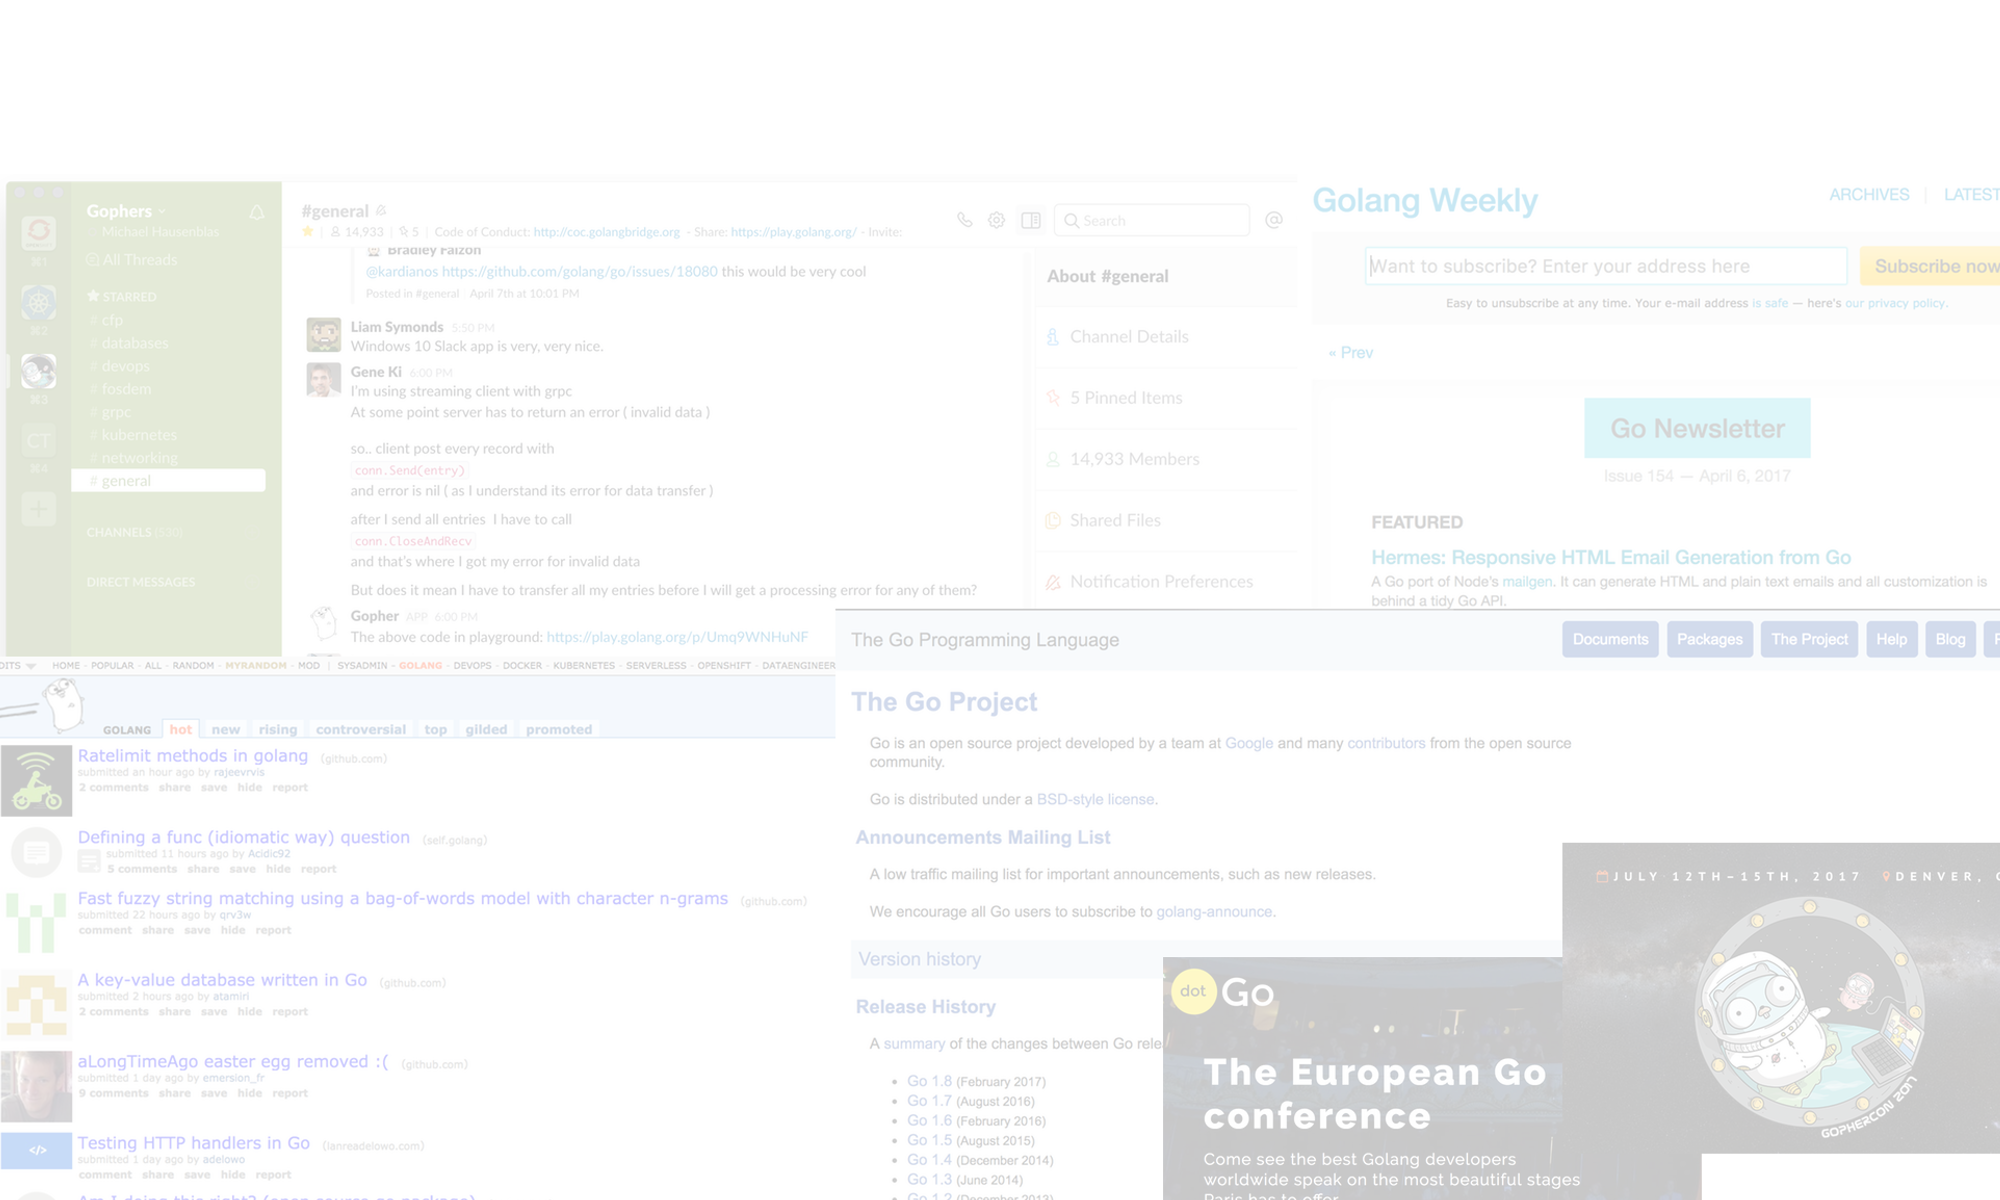 Gophers
Michael Hausenblas
All Threads
STARRED
# cfp
# databases
# devops
# fosdem
# grpc
# kubernetes
# networking
# general
CHANNELS (520)
DIRECT MESSAGES
⌘1
⌘2
⌘3
CT
⌘4
#general
14,933 | 5 | Code of Conduct: http://coc.golangbridge.org - Share: https://play.golang.org/ - Invite:
Search
Bradley Falzon
@kardianos https://github.com/golang/go/issues/18080 this would be very cool
Posted in #general | April 7th at 10:01 PM
Liam Symonds 5:50 PM
Windows 10 Slack app is very, very nice.
Gene Ki 6:00 PM
I'm using streaming client with grpc
At some point server has to return an error ( invalid data )
so.. client post every record with
conn.Send(entry)
and error is nil ( as I understand its error for data transfer )
after I send all entries I have to call
conn.CloseAndRecv
and that's where I got my error for invalid data
But does it mean I have to transfer all my entries before I will get a processing error for any of them?
Gopher APP 6:00 PM
The above code in playground: https://play.golang.org/p/Umq9WNHuNF
About #general
Channel Details
5 Pinned Items
14,933 Members
Shared Files
Notification Preferences
Golang Weekly
ARCHIVES | LATEST
Want to subscribe? Enter your address here
Subscribe now
Easy to unsubscribe at any time. Your e-mail address is safe — here's our privacy policy.
« Prev
Go Newsletter
Issue 154 — April 6, 2017
FEATURED
Hermes: Responsive HTML Email Generation from Go
A Go port of Node's mailgen. It can generate HTML and plain text emails and all customization is
behind a tidy Go API.
DITS HOME - POPULAR - ALL - RANDOM - MYRANDOM - MOD | SYSADMIN - GOLANG - DEVOPS - DOCKER - KUBERNETES - SERVERLESS - OPENSHIFT - DATAENGINEER
GOLANG hot new rising controversial top gilded promoted
Ratelimit methods in golang (github.com)
submitted an hour ago by rajeevrvis
2 comments share save hide report
Defining a func (idiomatic way) question (self.golang)
submitted 11 hours ago by Acidic92
5 comments share save hide report
Fast fuzzy string matching using a bag-of-words model with character n-grams (github.com)
submitted 22 hours ago by qrv3w
comment share save hide report
A key-value database written in Go (github.com)
submitted 2 hours ago by atamiri
2 comments share save hide report
aLongTimeAgo easter egg removed :( (github.com)
submitted 1 day ago by emersion_fr
9 comments share save hide report
</>
Testing HTTP handlers in Go (lanreadelowo.com)
submitted 1 day ago by adelowo
comment share save hide report
Am I doing this right? (open source go package)
The Go Programming Language
Documents Packages The Project Help Blog
The Go Project
Go is an open source project developed by a team at Google and many contributors from the open source
community.
Go is distributed under a BSD-style license.
Announcements Mailing List
A low traffic mailing list for important announcements, such as new releases.
We encourage all Go users to subscribe to golang-announce.
Version history
Release History
A summary of the changes between Go rele
Go 1.8 (February 2017)
Go 1.7 (August 2016)
Go 1.6 (February 2016)
Go 1.5 (August 2015)
Go 1.4 (December 2014)
Go 1.3 (June 2014)
Go 1.2 (December 2013)
dot Go
The European Go
conference
Come see the best Golang developers
worldwide speak on the most beautiful stages
Paris has to offer
JULY 12TH-15TH, 2017 DENVER, C
GOPHERCON 2017